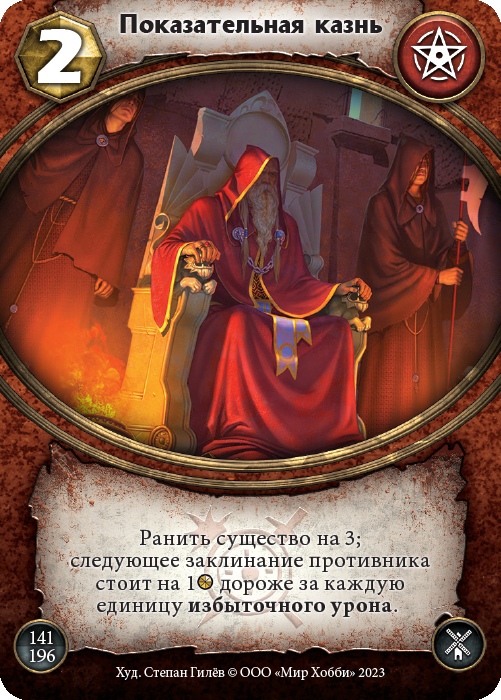 Показательная казнь
2
Ранить существо на 3;
следующее заклинание противника
стоит на 1 дороже за каждую
единицу избыточного урона.
141
196
Худ. Степан Гилёв © ООО «Мир Хобби» 2023